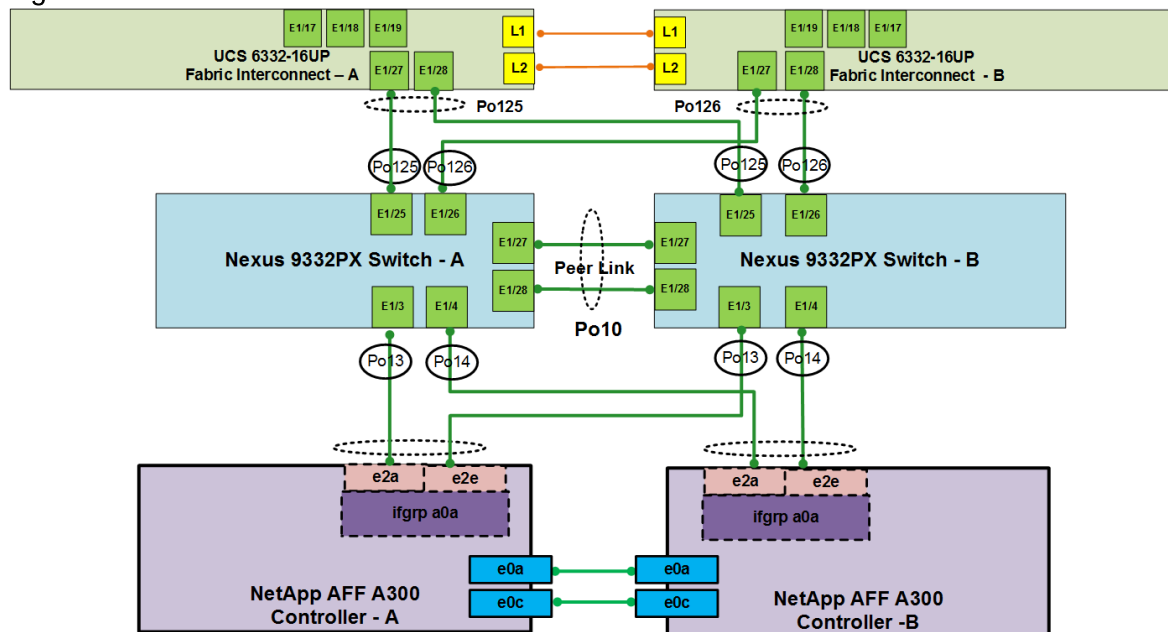 E1/17 E1/18 E1/19
L1
L1
E1/19 E1/18 E1/17
UCS 6332-16UP
Fabric Interconnect – A
UCS 6332-16UP
Fabric Interconnect - B
E1/27 E1/28
L2
L2
E1/27 E1/28
Po125
Po126
Po125 Po126
Po125 Po126
E1/25 E1/26
E1/25 E1/26
E1/27
E1/27
Nexus 9332PX Switch - A
Peer Link
Nexus 9332PX Switch - B
E1/28
E1/28
E1/3 E1/4
E1/3 E1/4
Po10
Po13 Po14
Po13 Po14
e2a e2e
e2a e2e
ifgrp a0a
ifgrp a0a
e0a
e0a
NetApp AFF A300
Controller - A
e0c
e0c
NetApp AFF A300
Controller -B